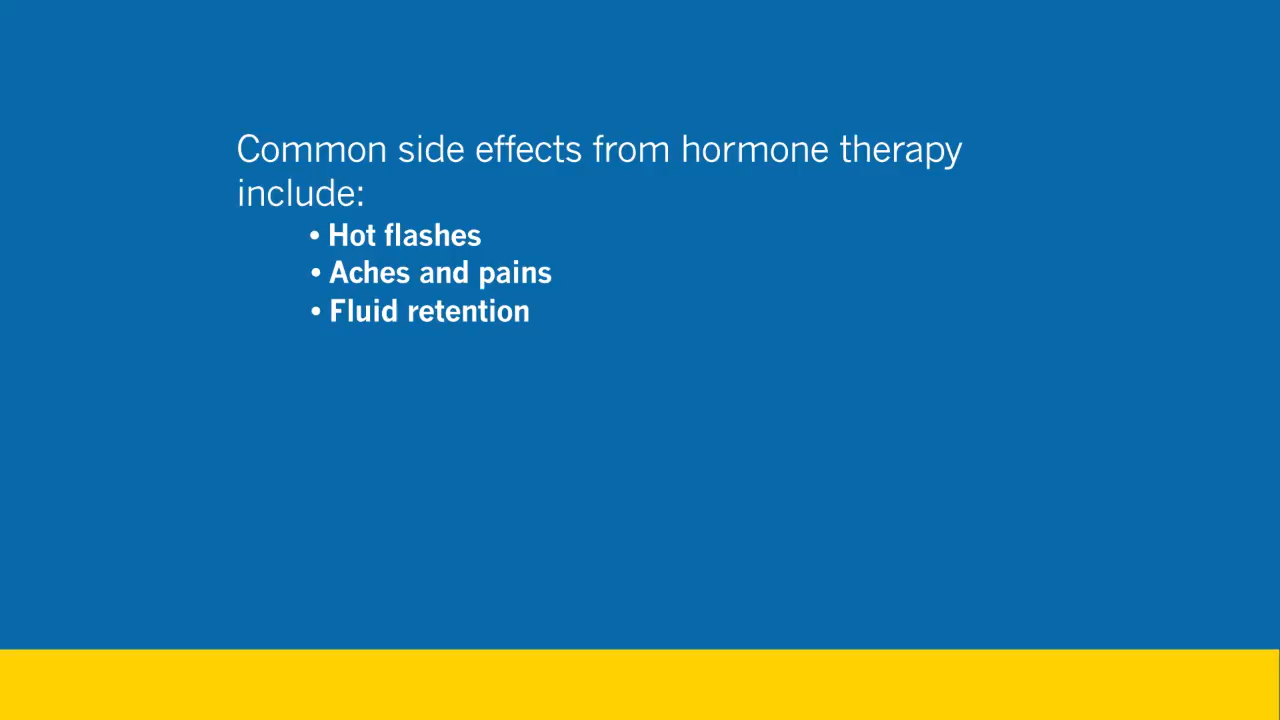 Common side effects from hormone therapy
include:
• Hot flashes
• Aches and pains
• Fluid retention